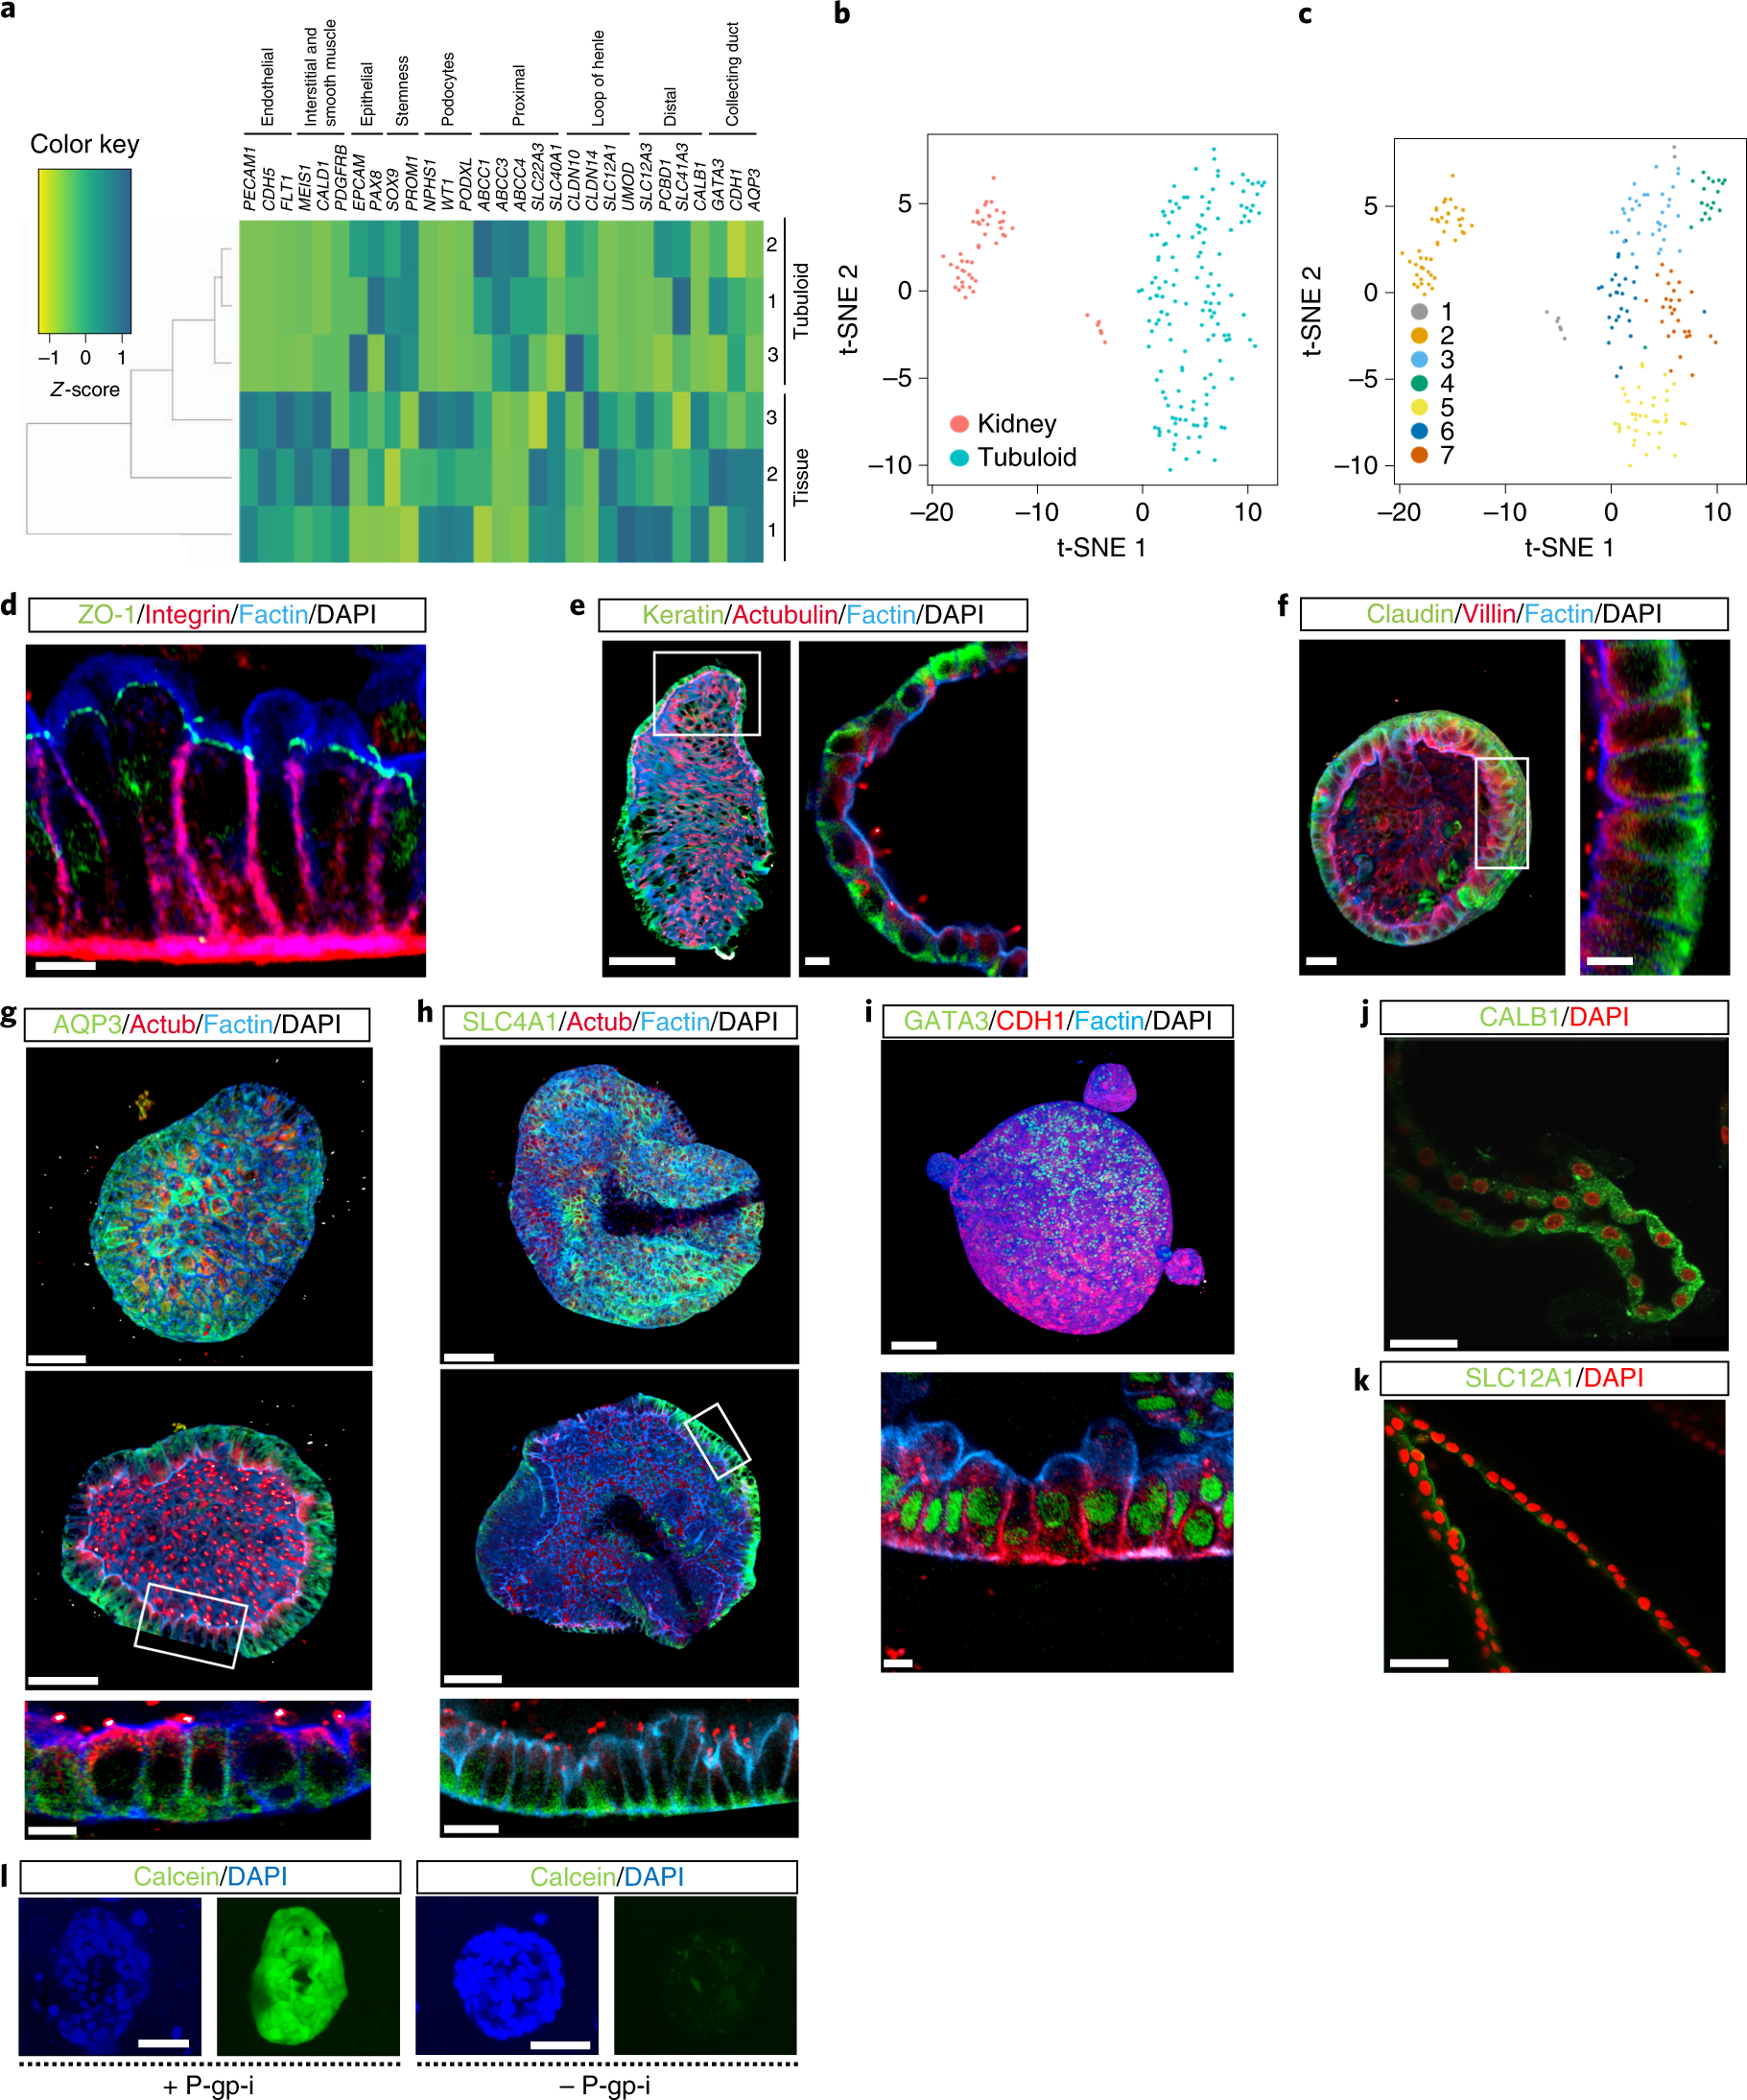 a
Endothelial
Interstitial and
smooth muscle
Epithelial
Stemness
Podocytes
Proximal
Loop of henle
Distal
Collecting duct
PECAM1
CDH5
FLT1
MEIS1
CALD1
PDGFRB
EPCAM
PAX8
SOX9
PROM1
NPHS1
WT1
PODXL
ABCC1
ABCC3
ABCC4
SLC22A3
SLC40A1
CLDN10
CLDN14
SLC12A1
UMOD
SLC12A3
PCBD1
SLC41A3
CALB1
GATA3
CDH1
AQP3
Color key
–1 0 1
Z-score
2
1
3
Tubuloid
3
2
1
Tissue
b
t-SNE 2
5
0
–5
–10
Kidney
Tubuloid
–20 –10 0 10
t-SNE 1
c
t-SNE 2
5
0
–5
–10
1
2
3
4
5
6
7
–20 –10 0 10
t-SNE 1
d
ZO-1/Integrin/Factin/DAPI
e
Keratin/Actubulin/Factin/DAPI
f
Claudin/Villin/Factin/DAPI
g
AQP3/Actub/Factin/DAPI
h
SLC4A1/Actub/Factin/DAPI
i
GATA3/CDH1/Factin/DAPI
j
CALB1/DAPI
k
SLC12A1/DAPI
l
Calcein/DAPI
Calcein/DAPI
+ P-gp-i
– P-gp-i